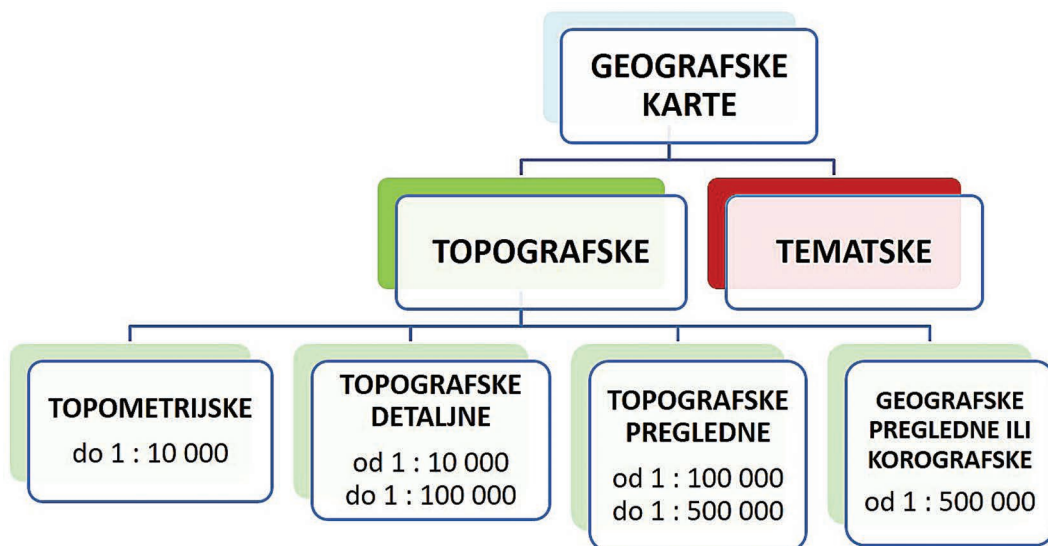 GEOGRAFSKE
KARTE
TOPOGRAFSKE
TEMATSKE
TOPOMETRIJSKE
do 1 : 10 000
TOPOGRAFSKE
DETALJNE
od 1 : 10 000
do 1 : 100 000
TOPOGRAFSKE
PREGLEDNE
od 1 : 100 000
do 1 : 500 000
GEOGRAFSKE
PREGLEDNE ILI
KOROGRAFSKE
od 1 : 500 000